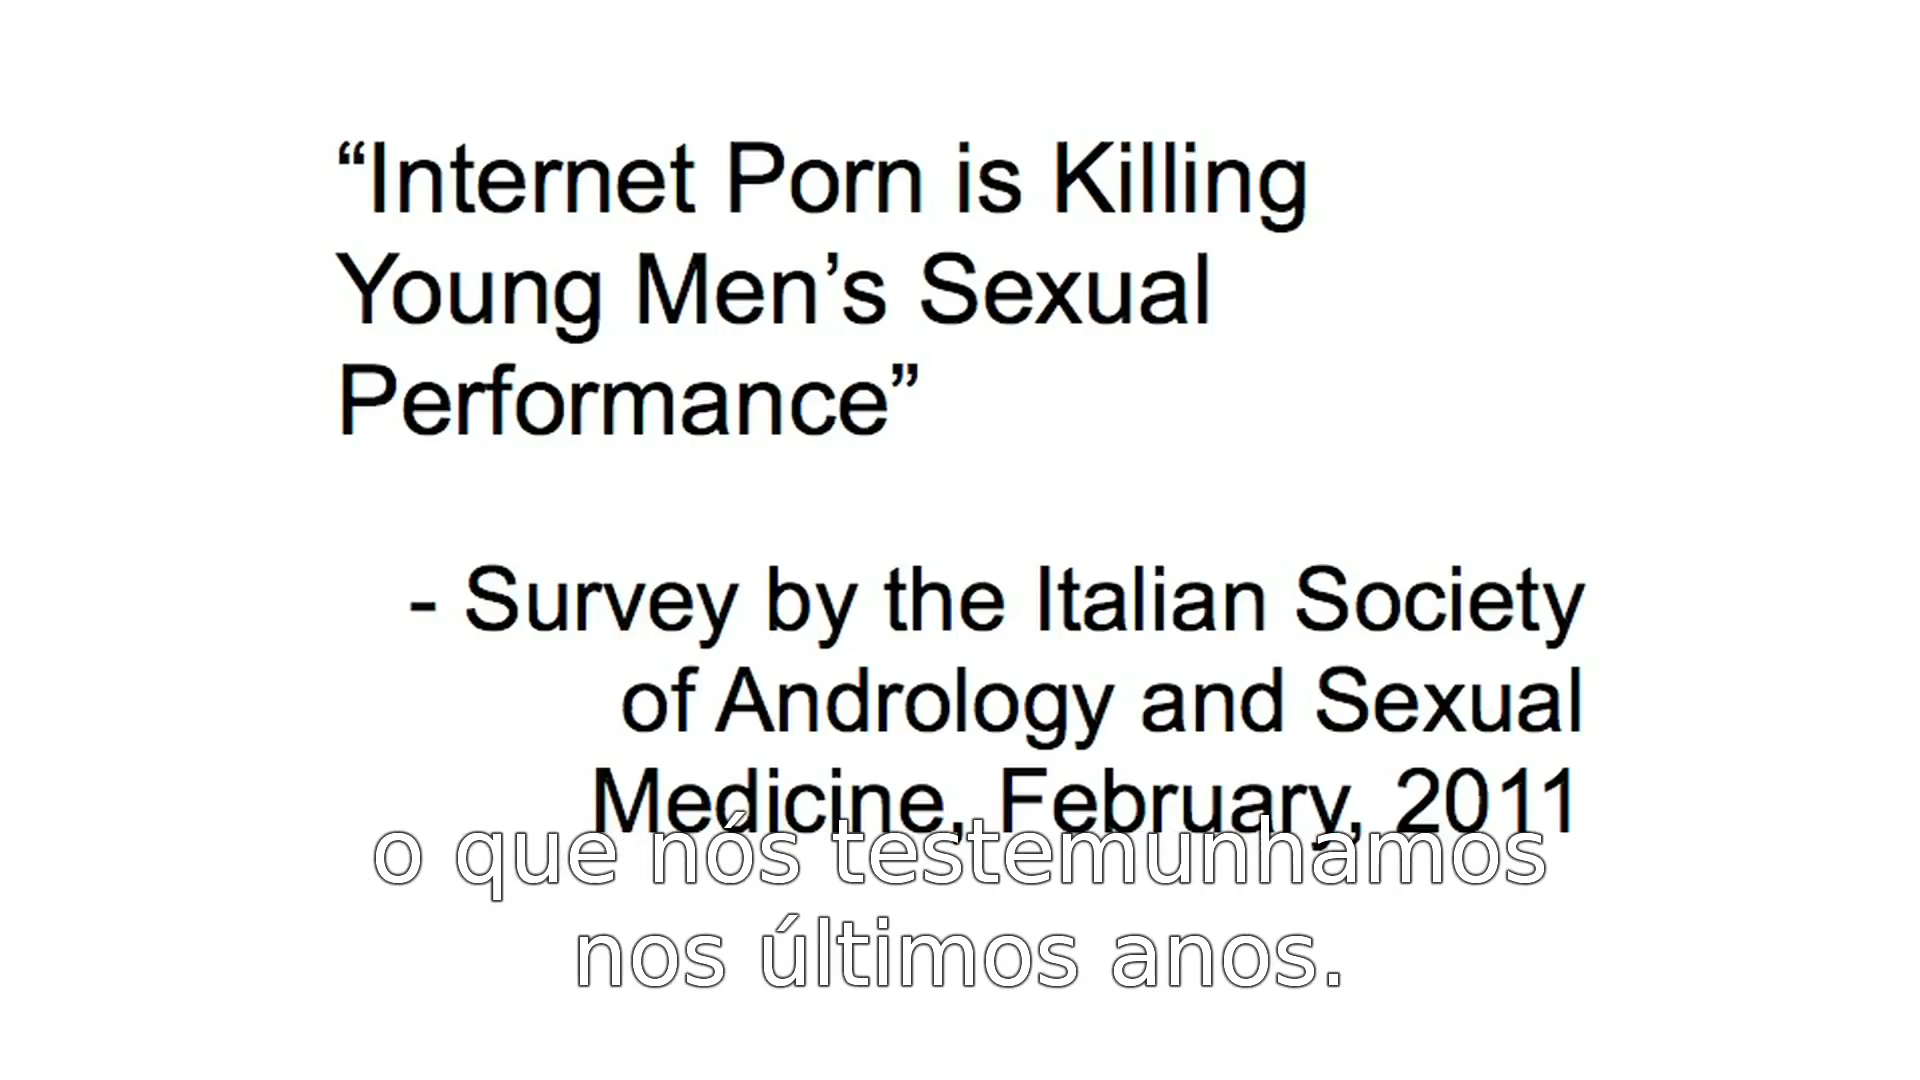 “Internet Porn is Killing
Young Men’s Sexual
Performance”
- Survey by the Italian Society
of Andrology and Sexual
Medicine, February, 2011
o que nós testemunhamos
nos últimos anos.